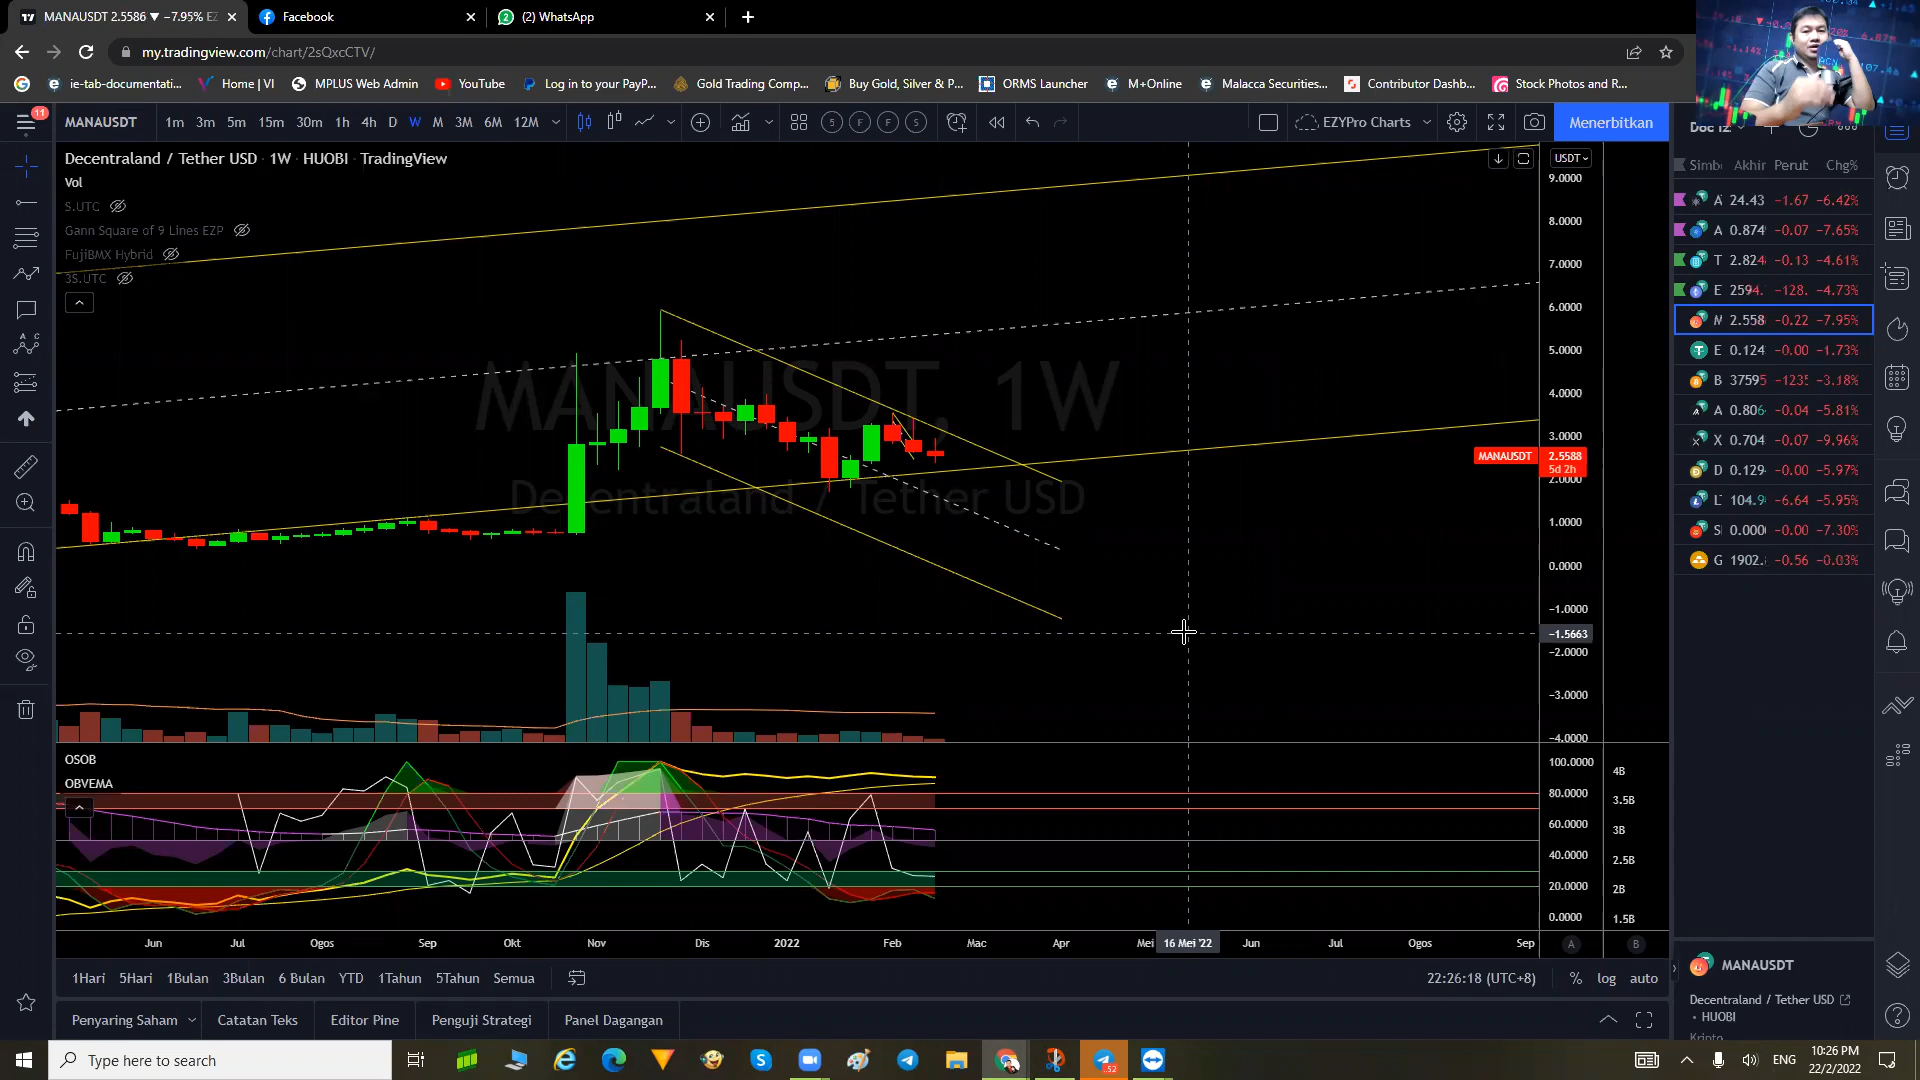 MANAUSDT 2.5586 ▼ −7.95% EZ
Facebook
(2) WhatsApp
my.tradingview.com/chart/2sQxcCTV/
ie-tab-documentati...
Home | VI
MPLUS Web Admin
YouTube
Log in to your PayP...
Gold Trading Comp...
Buy Gold, Silver & P...
ORMS Launcher
M+Online
Malacca Securities...
Contributor Dashb...
Stock Photos and R...
11
MANAUSDT
1m 3m 5m 15m 30m 1h 4h D W M 3M 6M 12M
S F F S
EZYPro Charts
Menerbitkan
Decentraland / Tether USD · 1W · HUOBI · TradingView
Vol
S.UTC
Gann Square of 9 Lines EZP
FujiBMX Hybrid
3S.UTC
MANAUSDT, 1W
Decentraland / Tether USD
USDT
9.0000
8.0000
7.0000
6.0000
5.0000
4.0000
3.0000
MANAUSDT 2.5588
5d 2h
2.0000
1.0000
0.0000
−1.0000
−1.5663
−2.0000
−3.0000
−4.0000
OSOB
OBVEMA
100.0000
80.0000
60.0000
40.0000
20.0000
0.0000
4B
3.5B
3B
2.5B
2B
1.5B
Jun Jul Ogos Sep Okt Nov Dis 2022 Feb Mac Apr Mei 16 Mei '22 Jun Jul Ogos Sep
A B
1Hari 5Hari 1Bulan 3Bulan 6 Bulan YTD 1Tahun 5Tahun Semua
22:26:18 (UTC+8) % log auto
Penyaring Saham
Catatan Teks
Editor Pine
Penguji Strategi
Panel Dagangan
Simbo Akhir Perub Chg%
A 24.43 −1.67 −6.42%
A 0.874 −0.07 −7.65%
T 2.824 −0.13 −4.61%
E 2594. −128. −4.73%
M 2.558 −0.22 −7.95%
E 0.124 −0.00 −1.73%
B 37595 −1235 −3.18%
A 0.806 −0.04 −5.81%
X 0.704 −0.07 −9.96%
D 0.129 −0.00 −5.97%
L 104.9 −6.64 −5.95%
S 0.000 −0.00 −7.30%
G 1902. −0.56 −0.03%
MANAUSDT
Decentraland / Tether USD
• HUOBI
Kripto
Type here to search
52
ENG
10:26 PM
22/2/2022